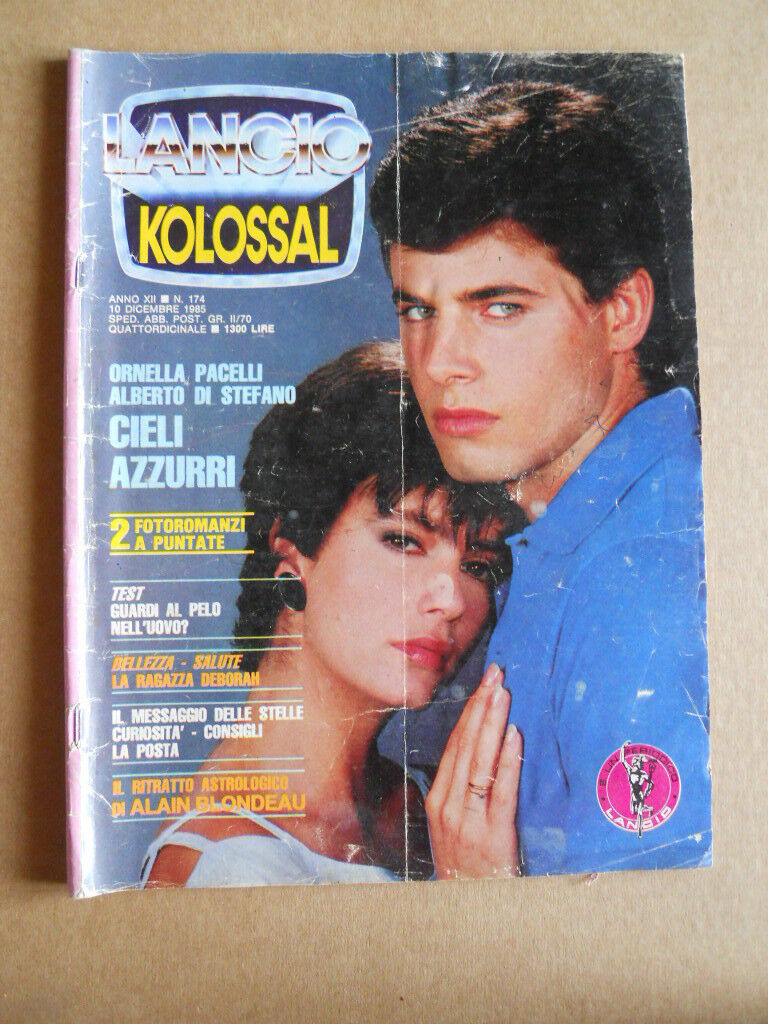 LANCIO
KOLOSSAL
ANNO XII ■ N. 174
10 DICEMBRE 1985
SPED. ABB. POST. GR. II/70
QUATTORDICINALE ■ 1300 LIRE
ORNELLA PACELLI
ALBERTO DI STEFANO
CIELI
AZZURRI
2 FOTOROMANZI
A PUNTATE
TEST
GUARDI AL PELO
NELL'UOVO?
BELLEZZA - SALUTE
LA RAGAZZA DEBORAH
IL MESSAGGIO DELLE STELLE
CURIOSITA' - CONSIGLI
LA POSTA
IL RITRATTO ASTROLOGICO
DI ALAIN BLONDEAU
È UN PERIODICO
LANCIO